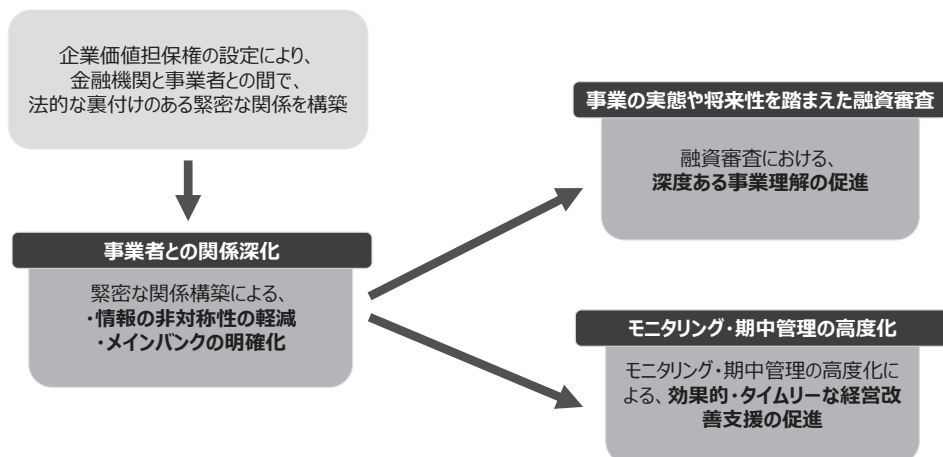 企業価値担保権の設定により、
金融機関と事業者との間で、
法的な裏付けのある緊密な関係を構築
事業者との関係深化
緊密な関係構築による、
・情報の非対称性の軽減
・メインバンクの明確化
事業の実態や将来性を踏まえた融資審査
融資審査における、
深度ある事業理解の促進
モニタリング・期中管理の高度化
モニタリング・期中管理の高度化に
よる、効果的・タイムリーな経営改
善支援の促進